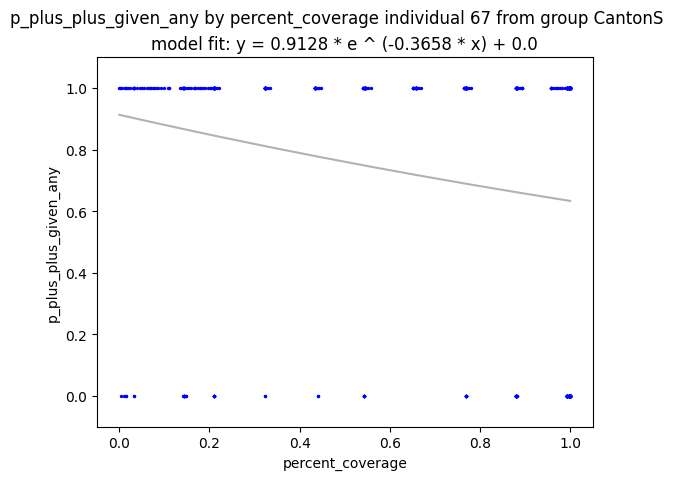 p_plus_plus_given_any by percent_coverage individual 67 from group CantonS
model fit: y = 0.9128 * e ^ (-0.3658 * x) + 0.0
1.0
0.8
0.6
0.4
0.2
0.0
p_plus_plus_given_any
0.0 0.2 0.4 0.6 0.8 1.0
percent_coverage